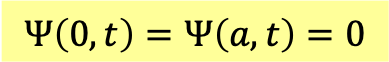 Ψ(0, t) = Ψ(a, t) = 0